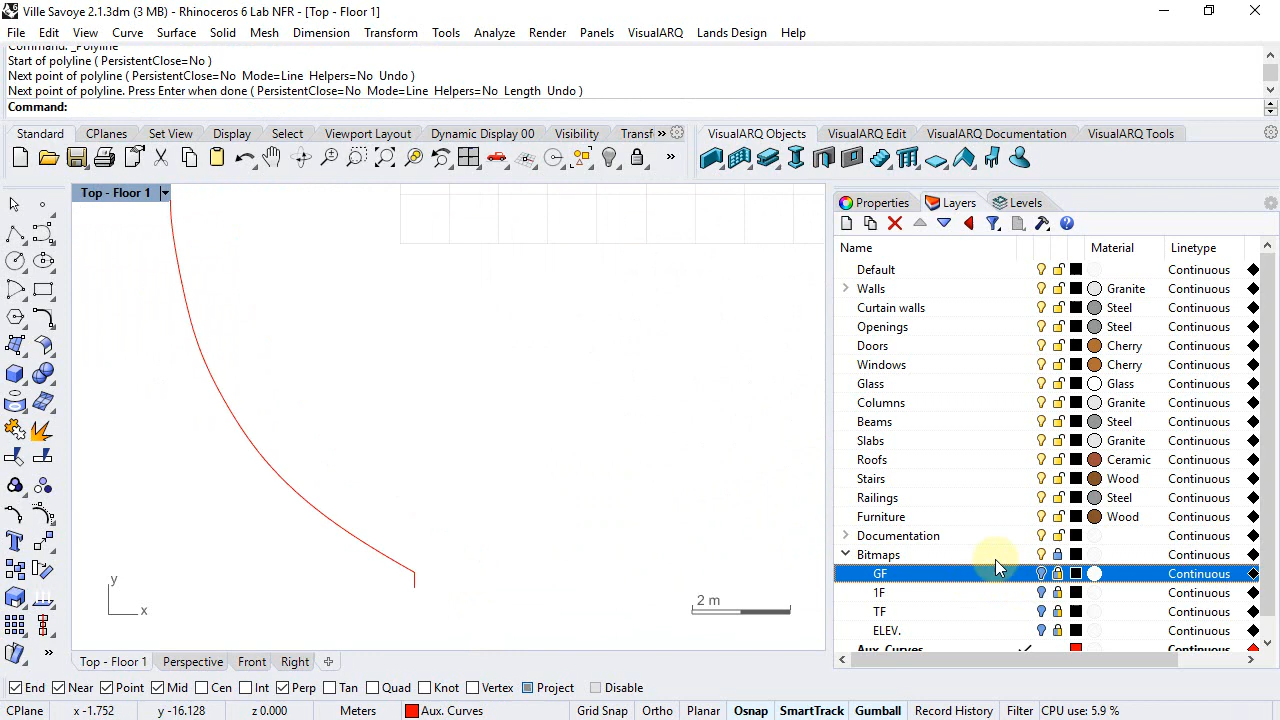 Ville Savoye 2.1.3dm (3 MB) - Rhinoceros 6 Lab NFR - [Top - Floor 1]
File Edit View Curve Surface Solid Mesh Dimension Transform Tools Analyze Render Panels VisualARQ Lands Design Help
Command: _Polyline
Start of polyline ( PersistentClose=No )
Next point of polyline ( PersistentClose=No Mode=Line Helpers=No Undo )
Next point of polyline. Press Enter when done ( PersistentClose=No Mode=Line Helpers=No Length Undo )
Command:
Standard CPlanes Set View Display Select Viewport Layout Dynamic Display 00 Visibility Transf »
VisualARQ Objects VisualARQ Edit VisualARQ Documentation VisualARQ Tools
»
Top - Floor 1
Properties Layers Levels
Name Material Linetype
Default Continuous
Walls Granite Continuous
Curtain walls Steel Continuous
Openings Steel Continuous
Doors Cherry Continuous
Windows Cherry Continuous
Glass Glass Continuous
Columns Granite Continuous
Beams Steel Continuous
Slabs Granite Continuous
Roofs Ceramic Continuous
Stairs Wood Continuous
Railings Steel Continuous
Furniture Wood Continuous
Documentation Continuous
Bitmaps Continuous
GF Continuous
1F Continuous
TF Continuous
ELEV. Continuous
Aux. Curves Continuous
y
x
2 m
»
Top - Floor 1 Perspective Front Right
End Near Point Mid Cen Int Perp Tan Quad Knot Vertex Project Disable
CPlane x -1.752 y -16.128 z 0.000 Meters Aux. Curves Grid Snap Ortho Planar Osnap SmartTrack Gumball Record History Filter CPU use: 5.9 %